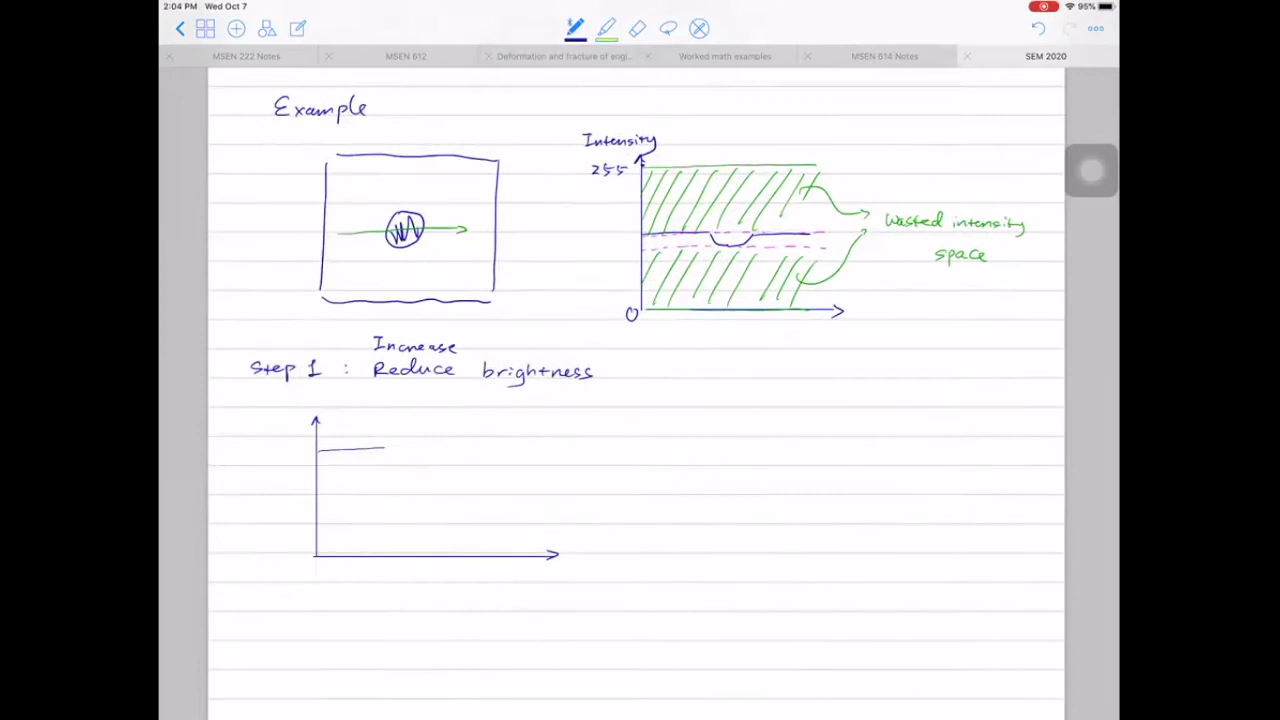 2:04 PM Wed Oct 7
95%
MSEN 222 Notes
MSEN 612
Deformation and fracture of engi...
Worked math examples
MSEN 614 Notes
SEM 2020
Example
Intensity
255
Wasted intensity
space
0
Increase
Step 1 : Reduce brightness